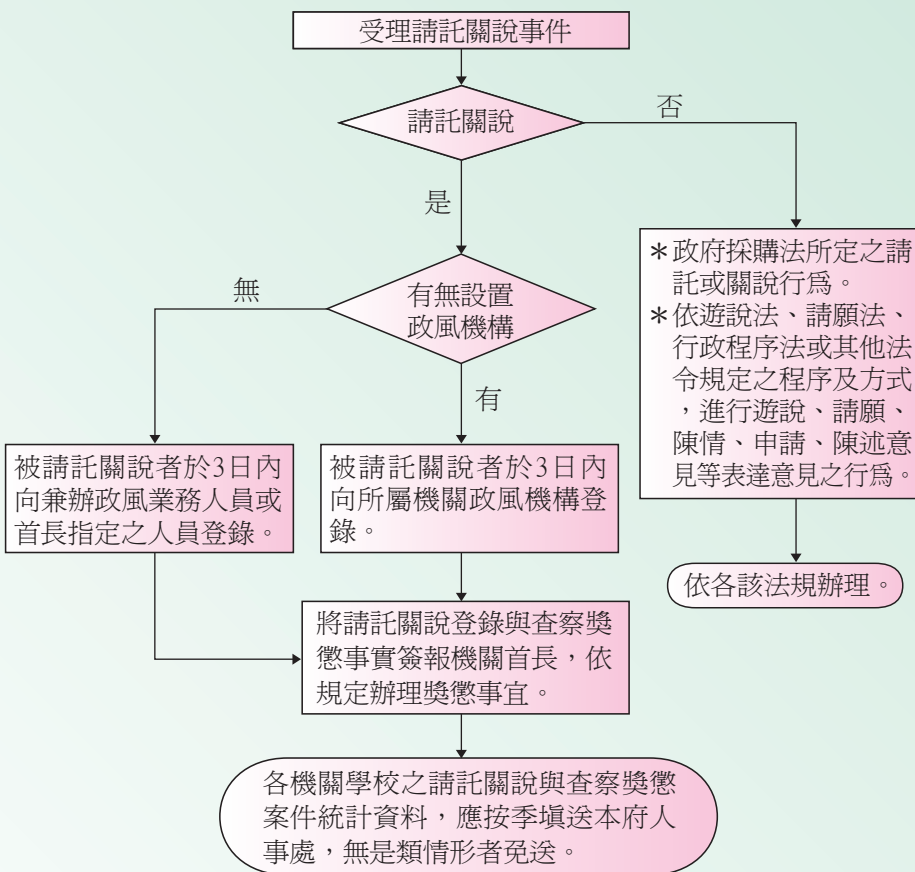 受理請託關說事件
請託關說
否
是
有無設置
政風機構
無
有
＊政府採購法所定之請
託或關說行為。
＊依遊說法、請願法、
行政程序法或其他法
令規定之程序及方式
，進行遊說、請願、
陳情、申請、陳述意
見等表達意見之行為。
被請託關說者於3日內
向兼辦政風業務人員或
首長指定之人員登錄。
被請託關說者於3日內
向所屬機關政風機構登
錄。
依各該法規辦理。
將請託關說登錄與查察獎
懲事實簽報機關首長，依
規定辦理獎懲事宜。
各機關學校之請託關說與查察獎懲
案件統計資料，應按季填送本府人
事處，無是類情形者免送。